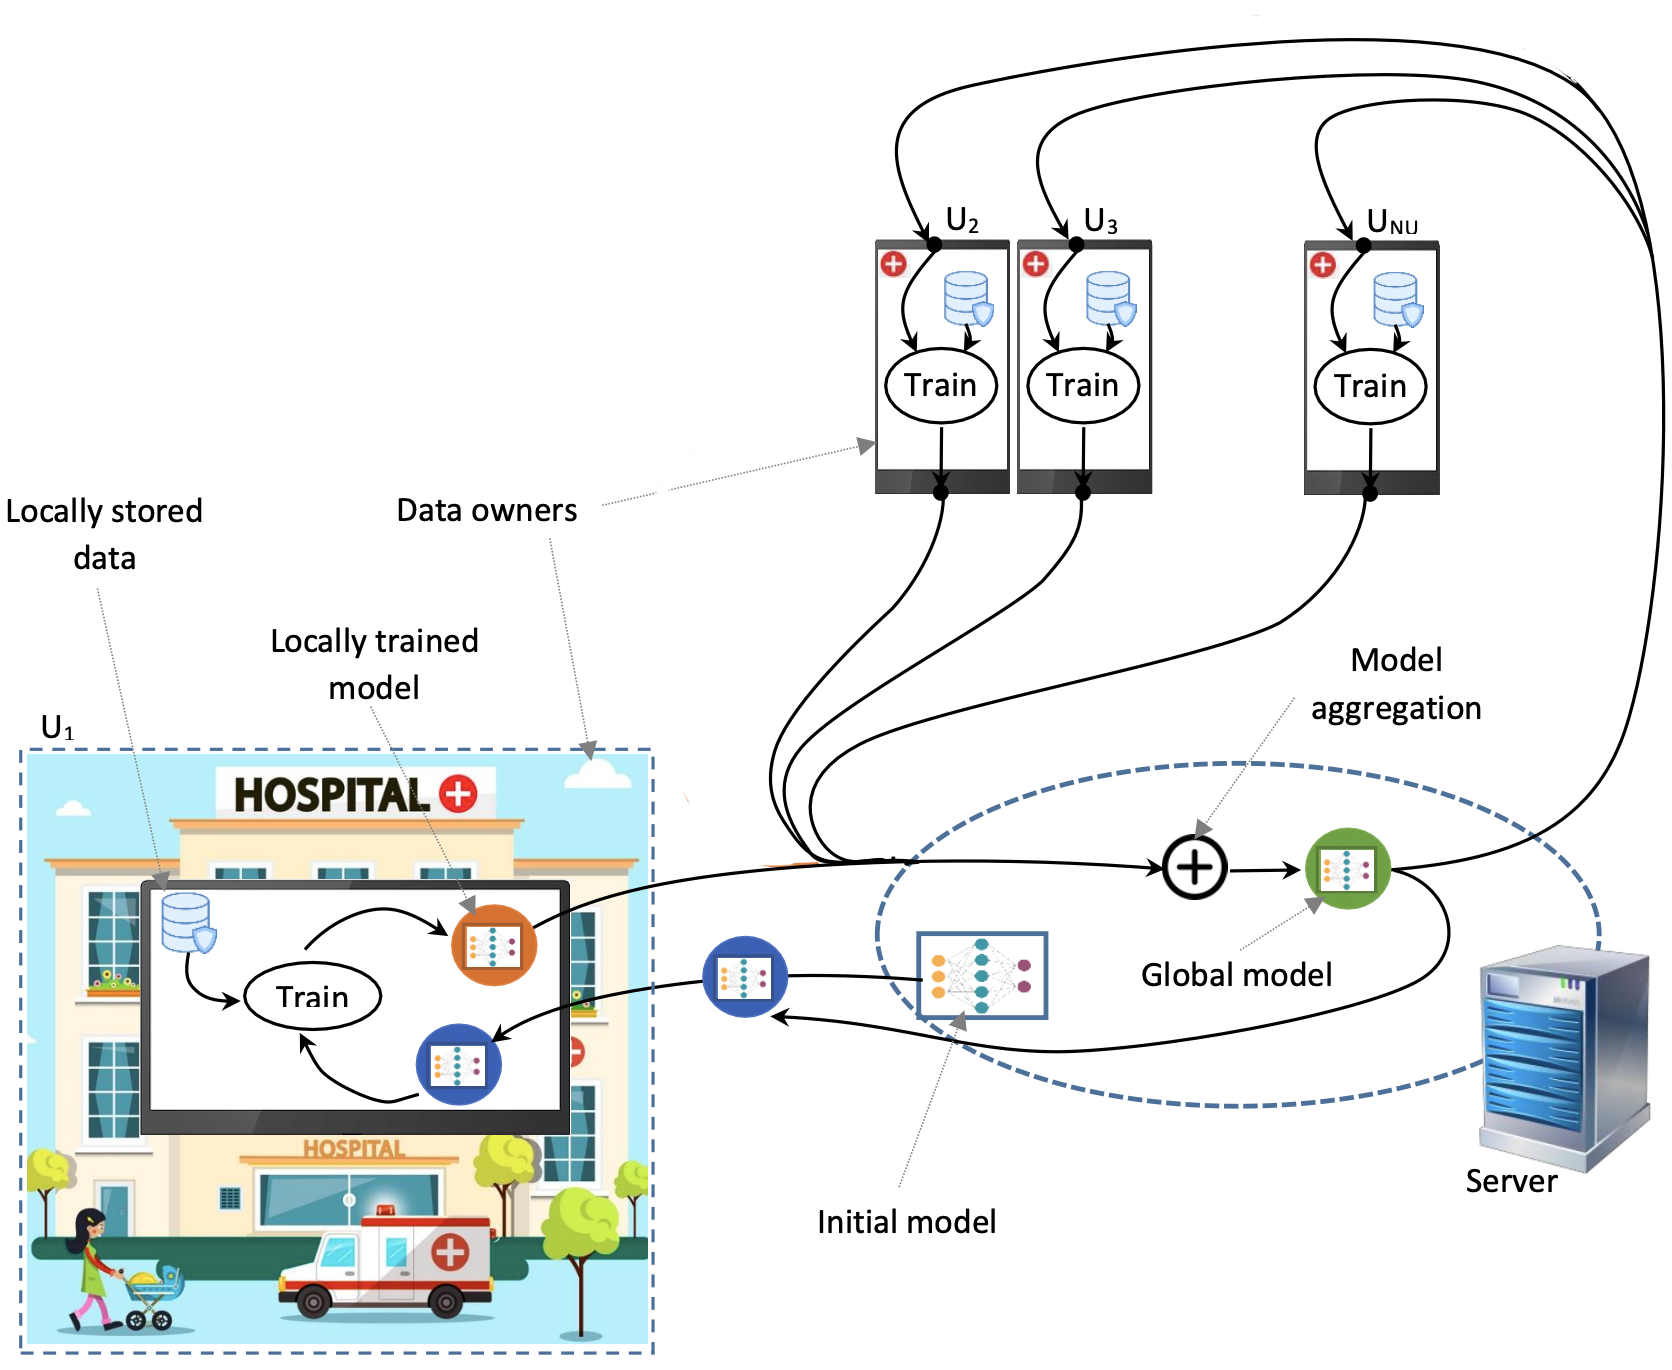 U2
U3
UNU
Train
Train
Train
Locally stored
data
Data owners
Locally trained
model
Model
aggregation
U1
HOSPITAL
Train
Global model
HOSPITAL
Server
Initial model